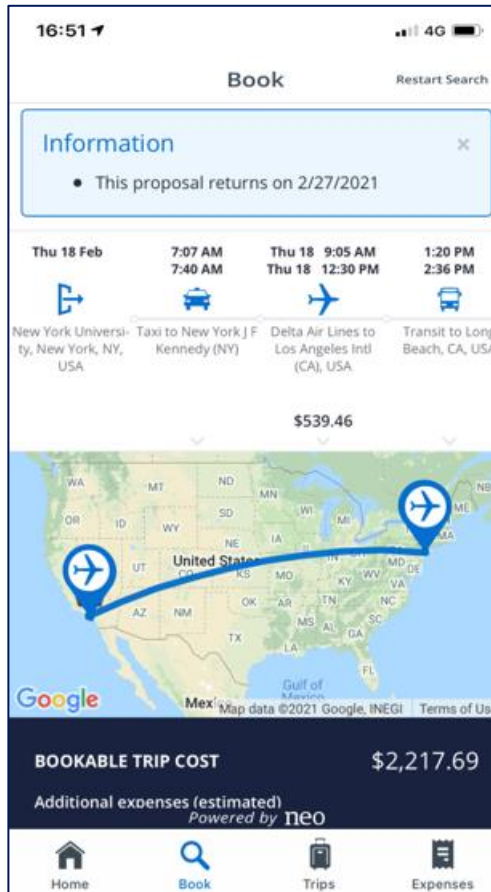 16:51
4G
Book
Restart Search
Information
×
• This proposal returns on 2/27/2021
Thu 18 Feb
7:07 AM
7:40 AM
Thu 18 9:05 AM
Thu 18 12:30 PM
1:20 PM
2:36 PM
New York Universi-
ty, New York, NY,
USA
Taxi to New York J F
Kennedy (NY)
Delta Air Lines to
Los Angeles Intl
(CA), USA
Transit to Long
Beach, CA, USA
$539.46
WA
MT
ND
MN
NB
OR
ID
WY
SD
WI
MI
ME
NE
IA
MA
UT
CO
United States
KS
MO
IL
IN
OH
MD
DE
KY
WV
VA
AZ
NM
OK
AR
TN
NC
MS
AL
SC
GA
TX
LA
FL
Gulf of
Mexico
Google
Mexico
Map data ©2021 Google, INEGI
Terms of Us
BOOKABLE TRIP COST
$2,217.69
Additional expenses (estimated)
Powered by neo
Home
Book
Trips
Expenses